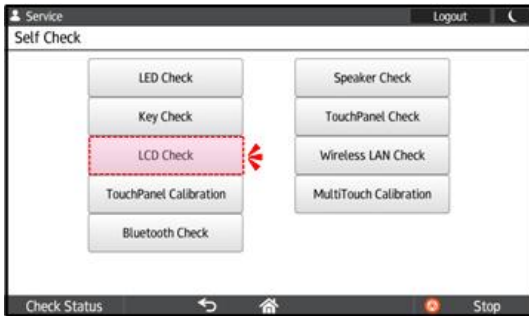 Service
Logout
Self Check
LED Check
Speaker Check
Key Check
TouchPanel Check
LCD Check
Wireless LAN Check
TouchPanel Calibration
MultiTouch Calibration
Bluetooth Check
Check Status
Stop